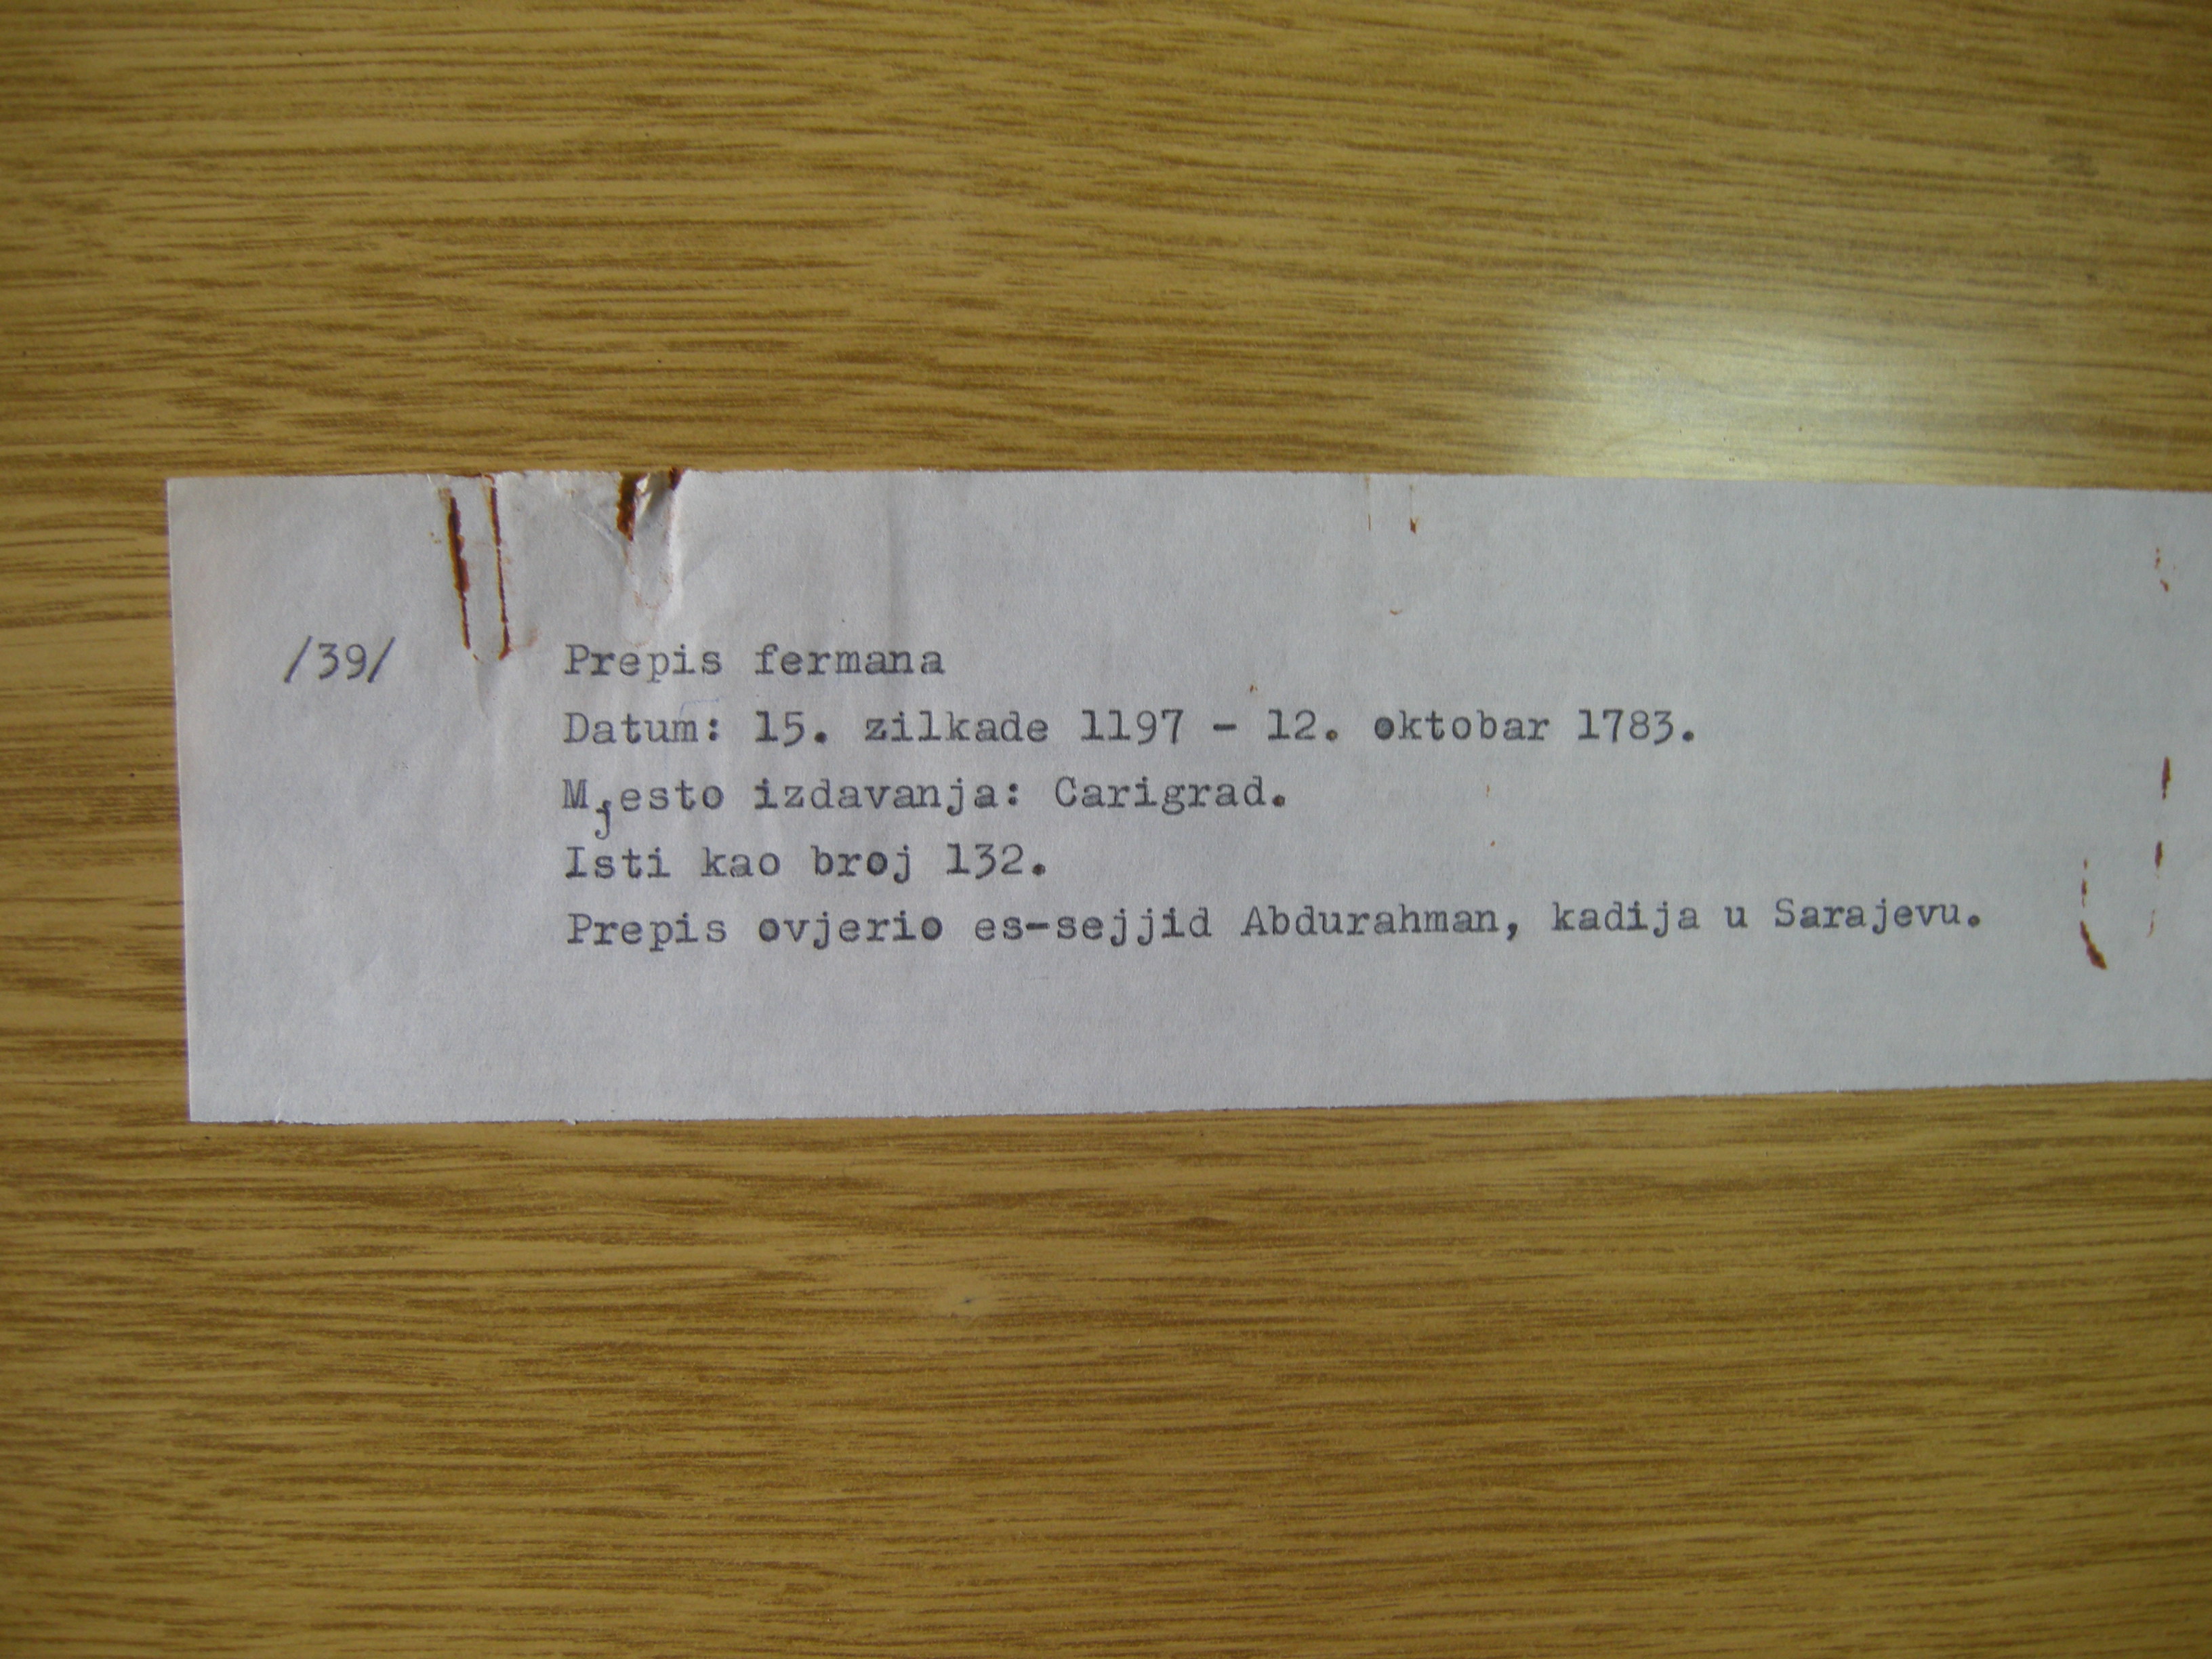 /39/ Prepis fermana
Datum: 15. zilkade 1197 - 12. oktobar 1783.
Mjesto izdavanja: Carigrad.
Isti kao broj 132.
Prepis ovjerio es-sejjid Abdurahman, kadija u Sarajevu.